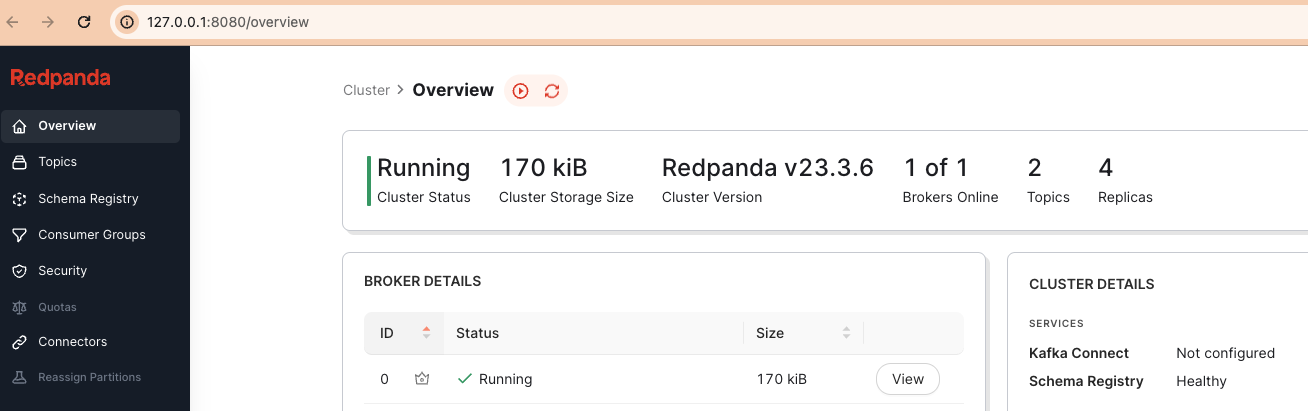 127.0.0.1:8080/overview
Redpanda
Overview
Topics
Schema Registry
Consumer Groups
Security
Quotas
Connectors
Reassign Partitions
Cluster > Overview
Running 170 kiB Redpanda v23.3.6 1 of 1 2 4
Cluster Status Cluster Storage Size Cluster Version Brokers Online Topics Replicas
BROKER DETAILS
ID Status Size
0 Running 170 kiB View
CLUSTER DETAILS
SERVICES
Kafka Connect Not configured
Schema Registry Healthy